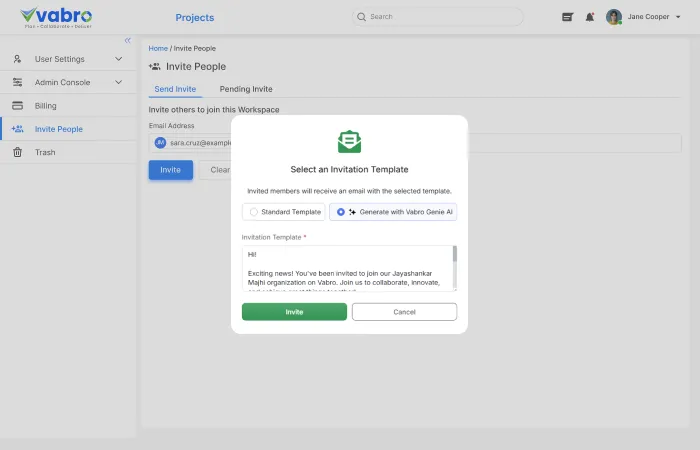 vabro
Plan • Collaborate • Deliver
Projects
Search
Jane Cooper
User Settings
Admin Console
Billing
Invite People
Trash
Home / Invite People
Invite People
Send Invite
Pending Invite
Invite others to join this Workspace
Email Address
JM sara.cruz@example
Invite
Clear
Select an Invitation Template
Invited members will receive an email with the selected template.
Standard Template
Generate with Vabro Genie AI
Invitation Template *
Hi!
Exciting news! You've been invited to join our Jayashankar
Majhi organization on Vabro. Join us to collaborate, innovate,
Invite
Cancel